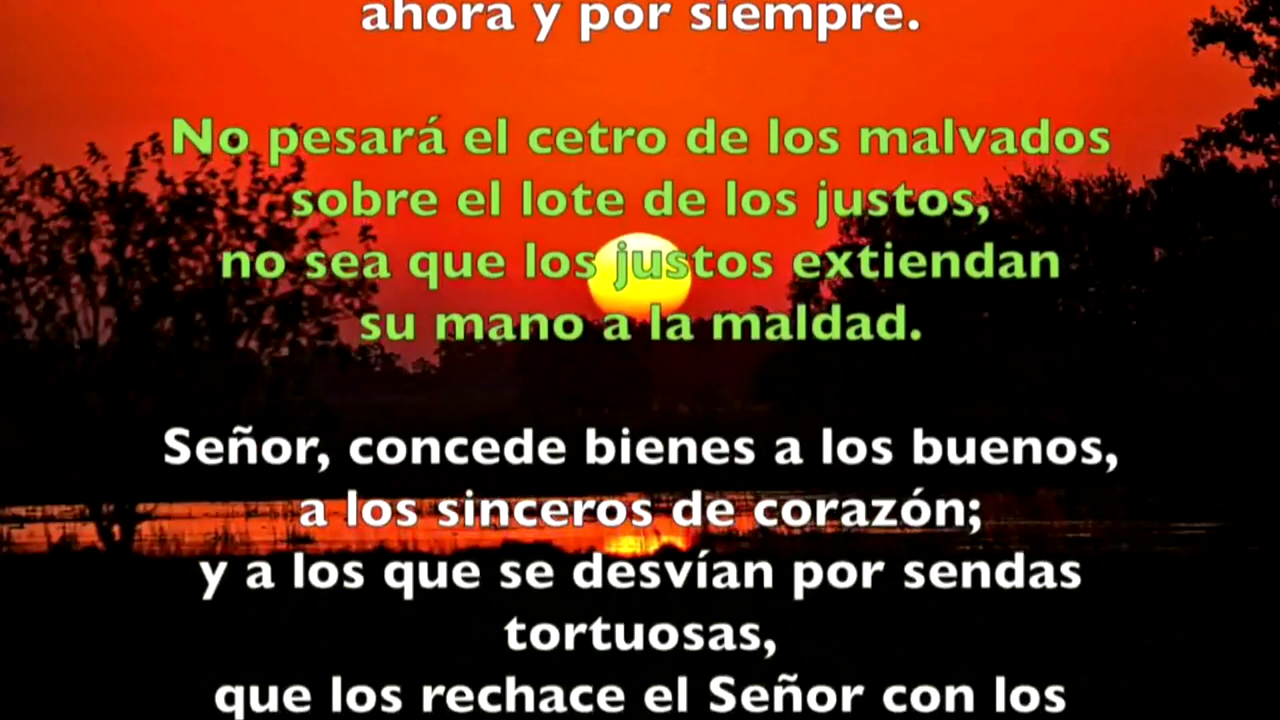 ahora y por siempre.
No pesará el cetro de los malvados
sobre el lote de los justos,
no sea que los justos extiendan
su mano a la maldad.
Señor, concede bienes a los buenos,
a los sinceros de corazón;
y a los que se desvían por sendas
tortuosas,
que los rechace el Señor con los